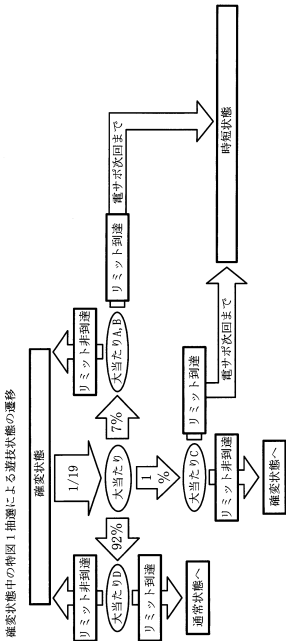 確変状態中の特図1抽選による遊技状態の遷移
確変状態
1/19
大当たり
92%
7%
1
%
大当たりD
リミット非到達
リミット到達
通常状態へ
大当たりA,B
リミット非到達
リミット到達
電サポ次回まで
大当たりC
リミット到達
電サポ次回まで
リミット非到達
確変状態へ
時短状態